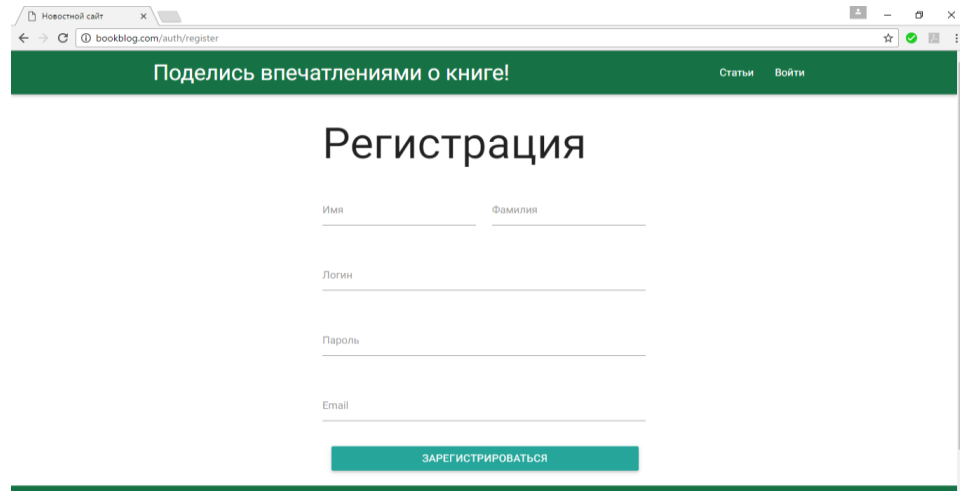 Новостной сайт
bookblog.com/auth/register
Поделись впечатлениями о книге! Статьи Войти
Регистрация
Имя Фамилия
Логин
Пароль
Email
ЗАРЕГИСТРИРОВАТЬСЯ